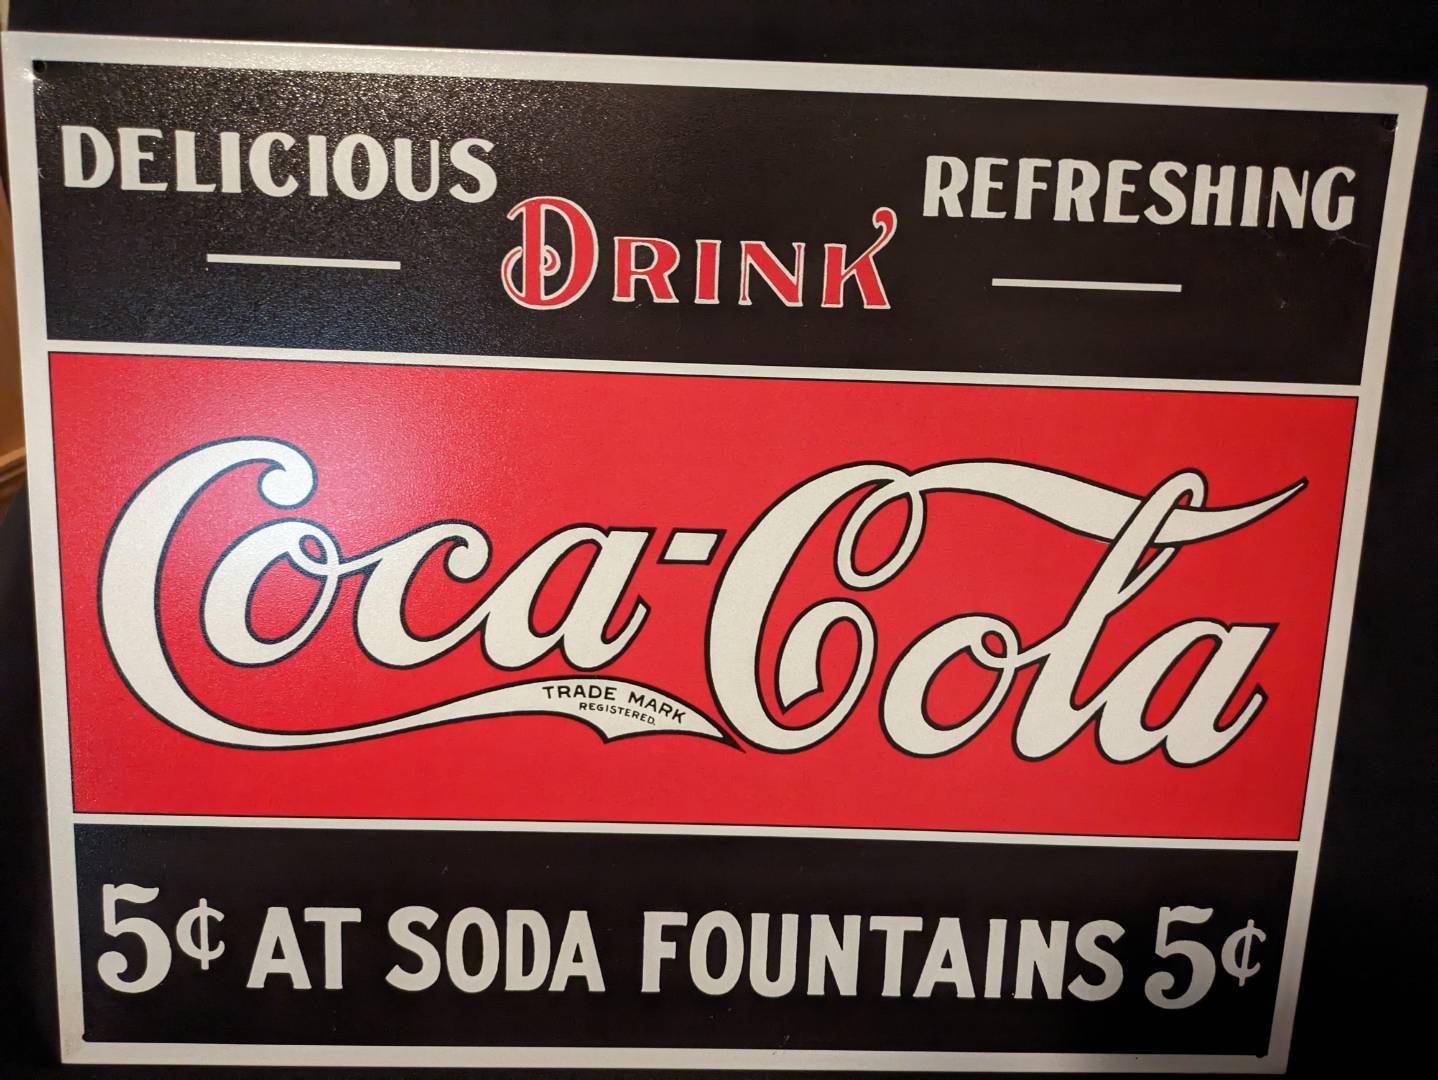 DELICIOUS REFRESHING
DRINK
Coca-Cola
TRADE MARK
REGISTERED.
5¢ AT SODA FOUNTAINS 5¢